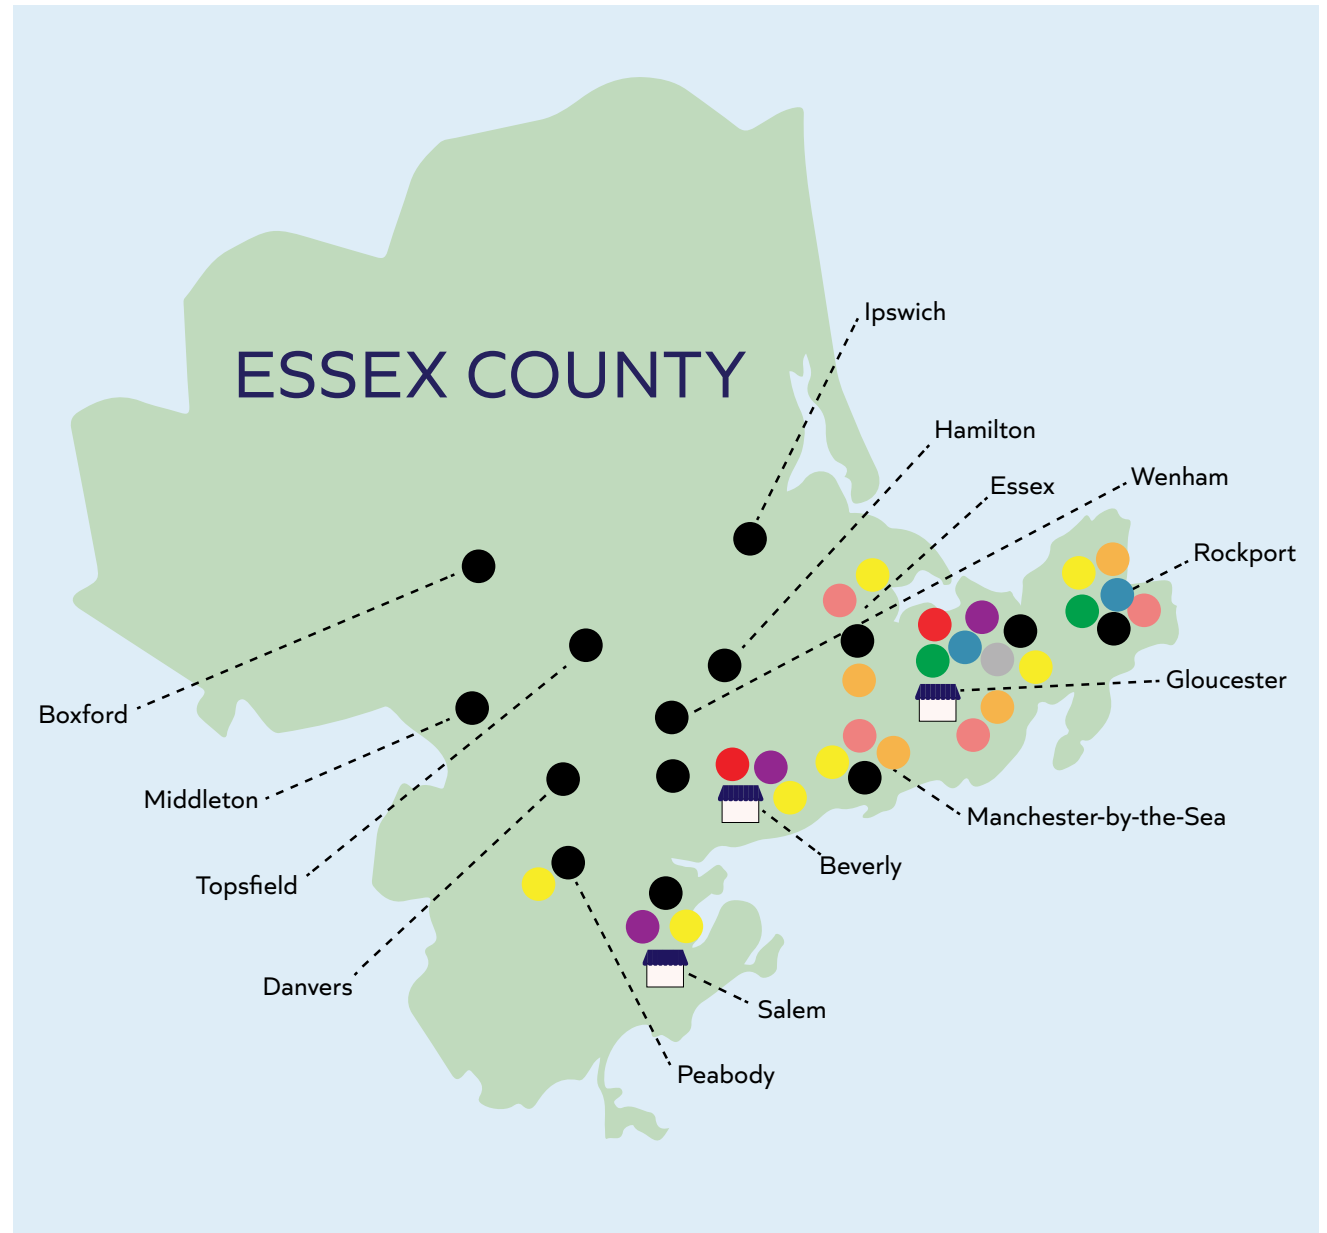 Ipswich
ESSEX COUNTY
Hamilton
Wenham
Essex
Rockport
Gloucester
Boxford
Middleton
Manchester-by-the-Sea
Beverly
Topsfield
Danvers
Salem
Peabody